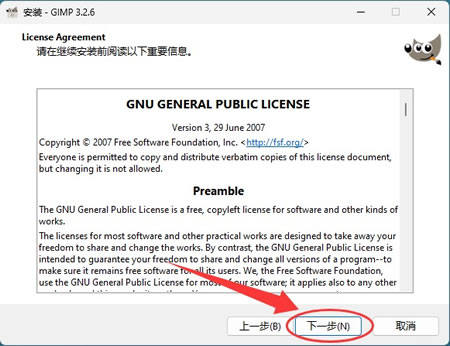 安装 - GIMP 3.2.6
License Agreement
请在继续安装前阅读以下重要信息。
GNU GENERAL PUBLIC LICENSE
Version 3, 29 June 2007
Copyright © 2007 Free Software Foundation, Inc. <http://fsf.org/>
Everyone is permitted to copy and distribute verbatim copies of this license document,
but changing it is not allowed.
Preamble
The GNU General Public License is a free, copyleft license for software and other kinds of
works.
The licenses for most software and other practical works are designed to take away your
freedom to share and change the works. By contrast, the GNU General Public License is
intended to guarantee your freedom to share and change all versions of a program--to
make sure it remains free software for all its users. We, the Free Software Foundation,
use the GNU General Public License for most of our software; it applies also to any other
上一步(B)
下一步(N)
取消